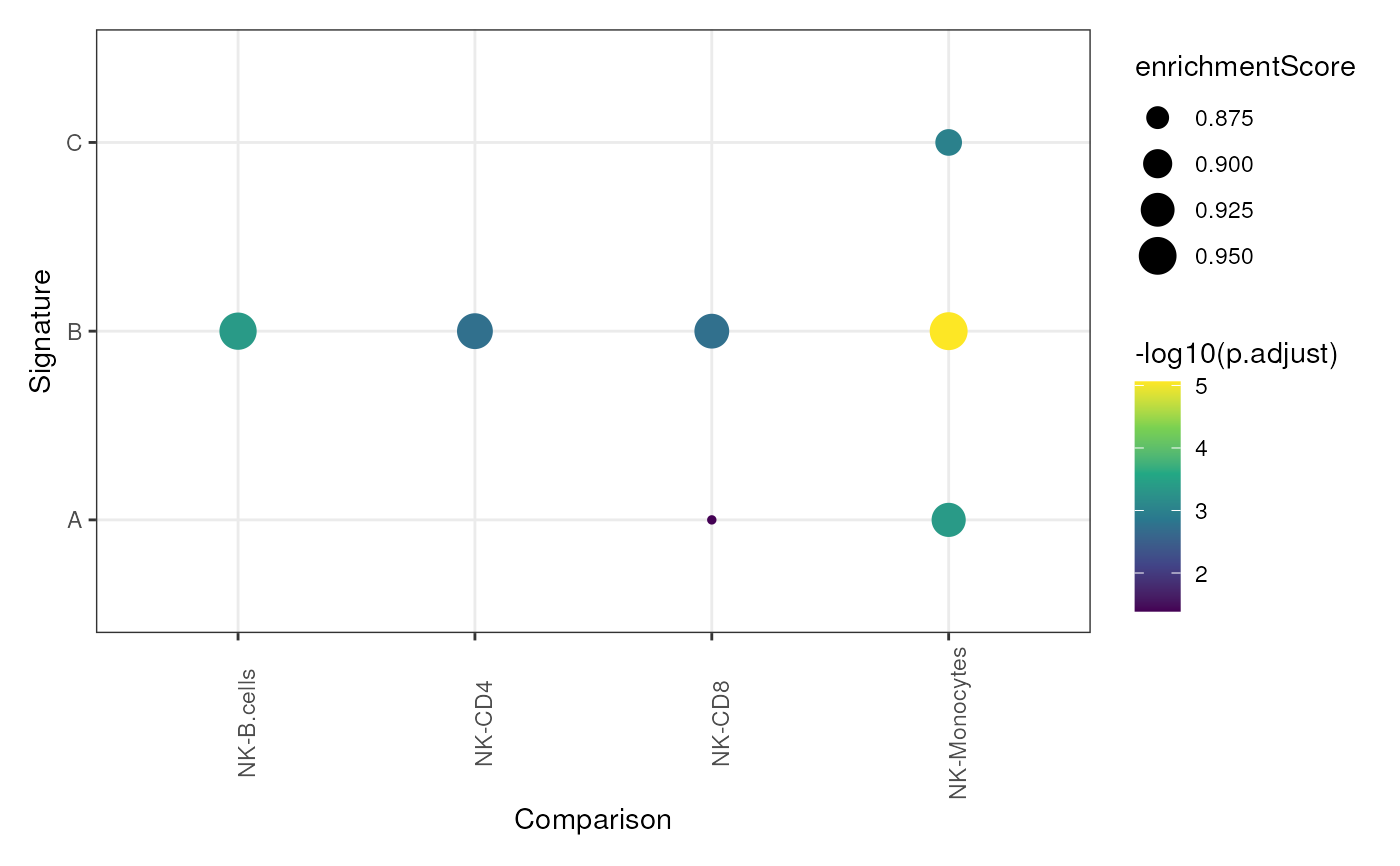 Signature
C
B
A
NK-B.cells
NK-CD4
NK-CD8
NK-Monocytes
Comparison
enrichmentScore
0.875
0.900
0.925
0.950
-log10(p.adjust)
5
4
3
2